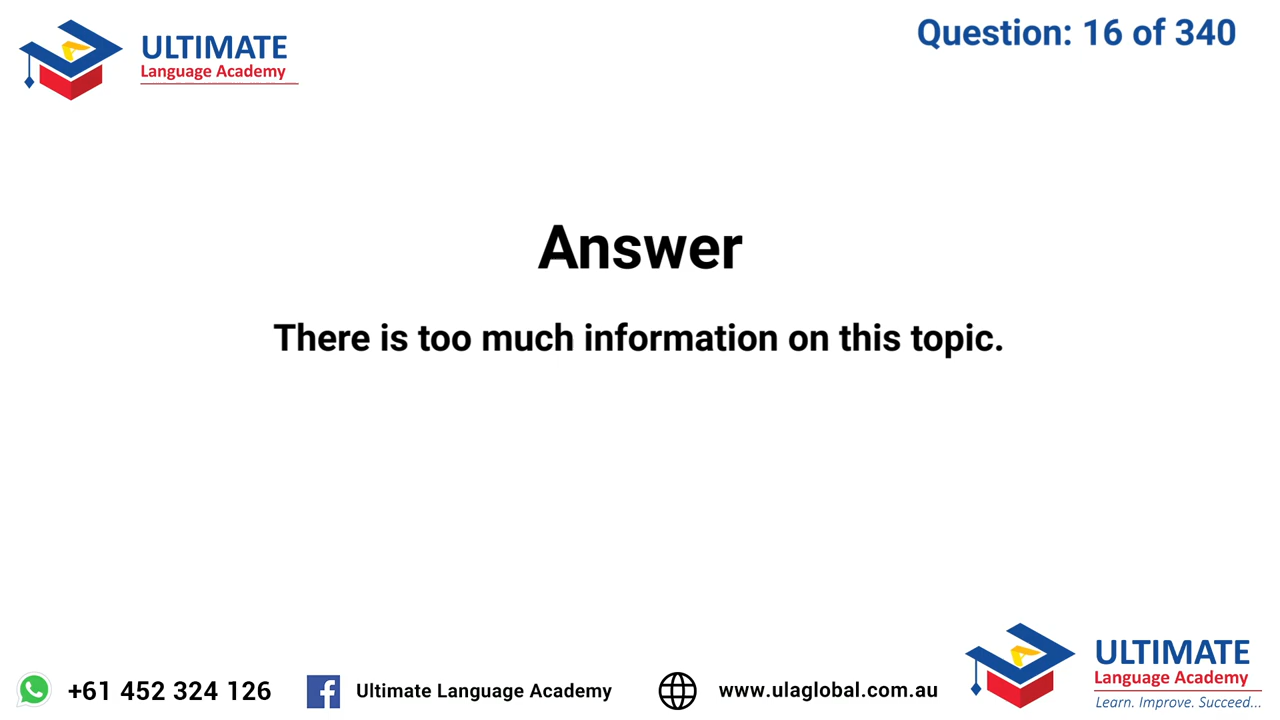 ULTIMATE
Language Academy
Question: 16 of 340
Answer
There is too much information on this topic.
+61 452 324 126
Ultimate Language Academy
www.ulaglobal.com.au
ULTIMATE
Language Academy
Learn. Improve. Succeed...